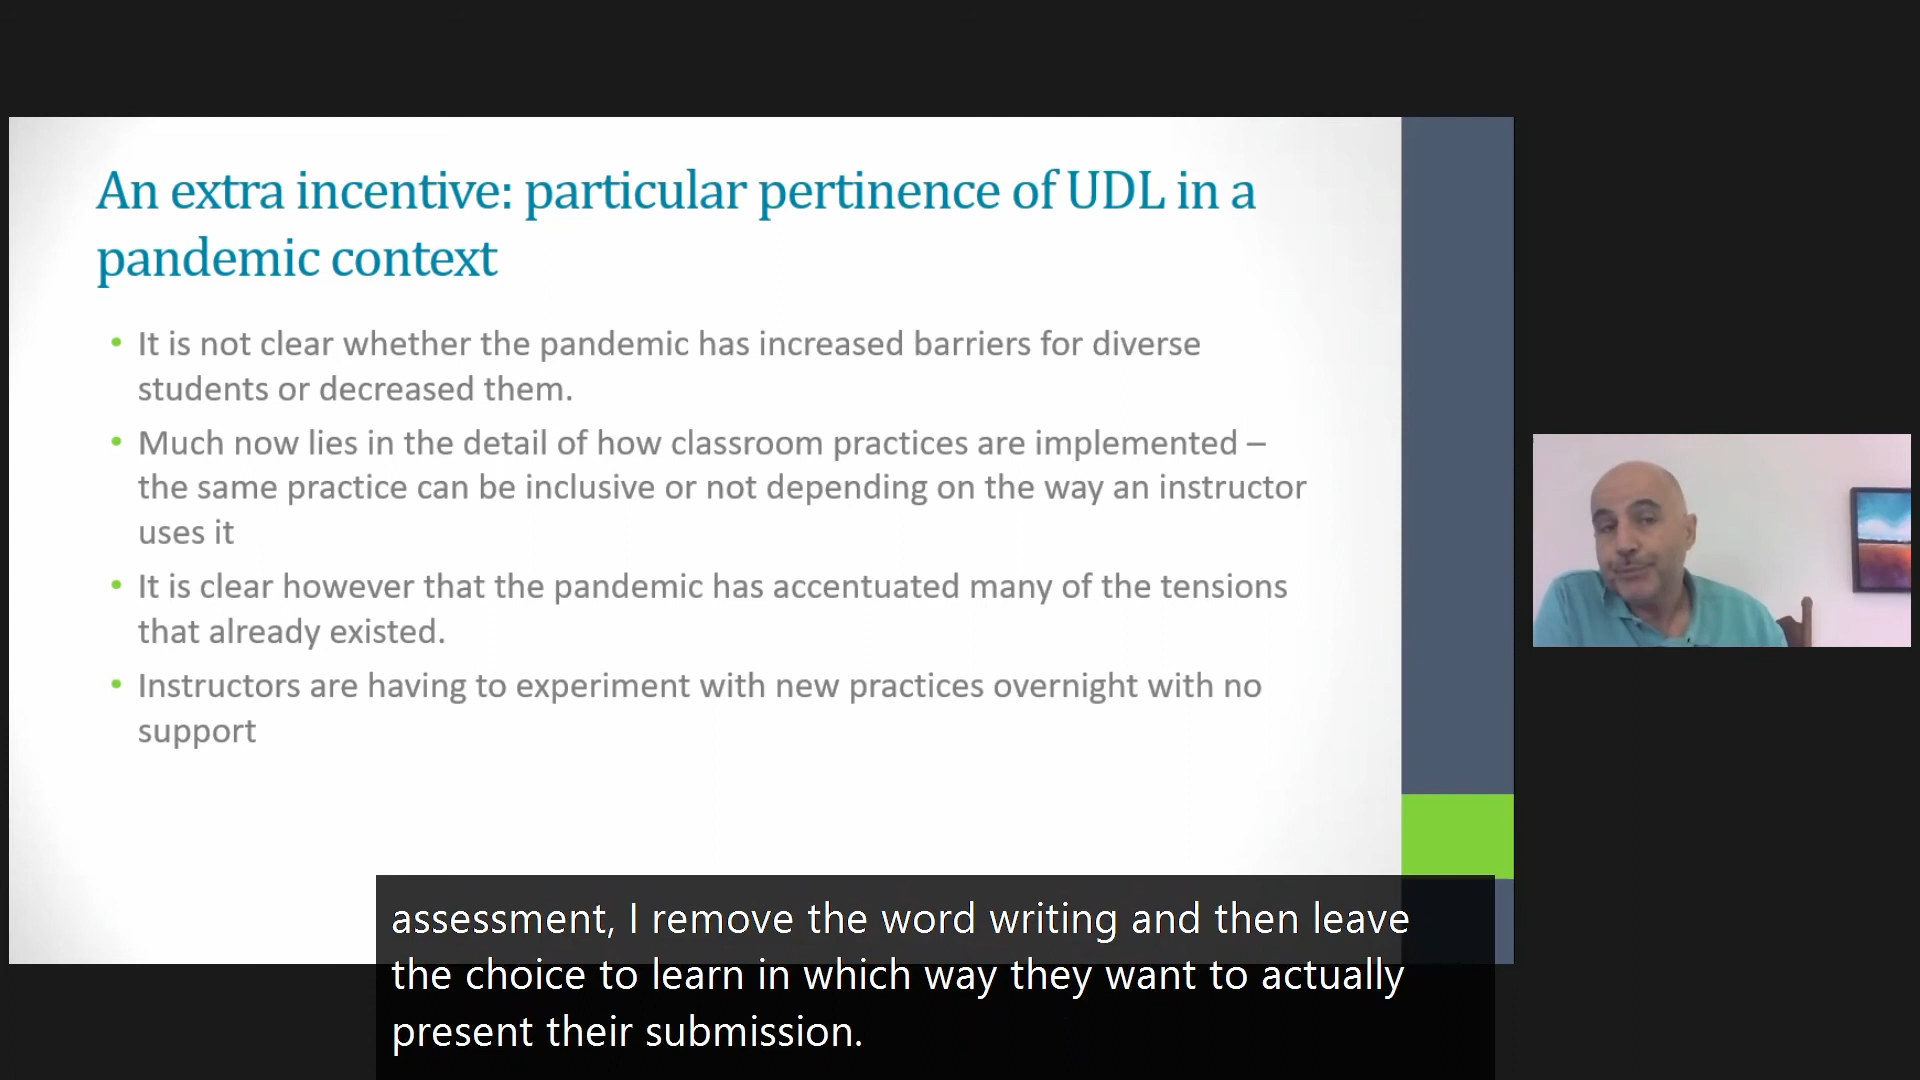 An extra incentive: particular pertinence of UDL in a
pandemic context
• It is not clear whether the pandemic has increased barriers for diverse
students or decreased them.
• Much now lies in the detail of how classroom practices are implemented –
the same practice can be inclusive or not depending on the way an instructor
uses it
• It is clear however that the pandemic has accentuated many of the tensions
that already existed.
• Instructors are having to experiment with new practices overnight with no
support
assessment, I remove the word writing and then leave
the choice to learn in which way they want to actually
present their submission.